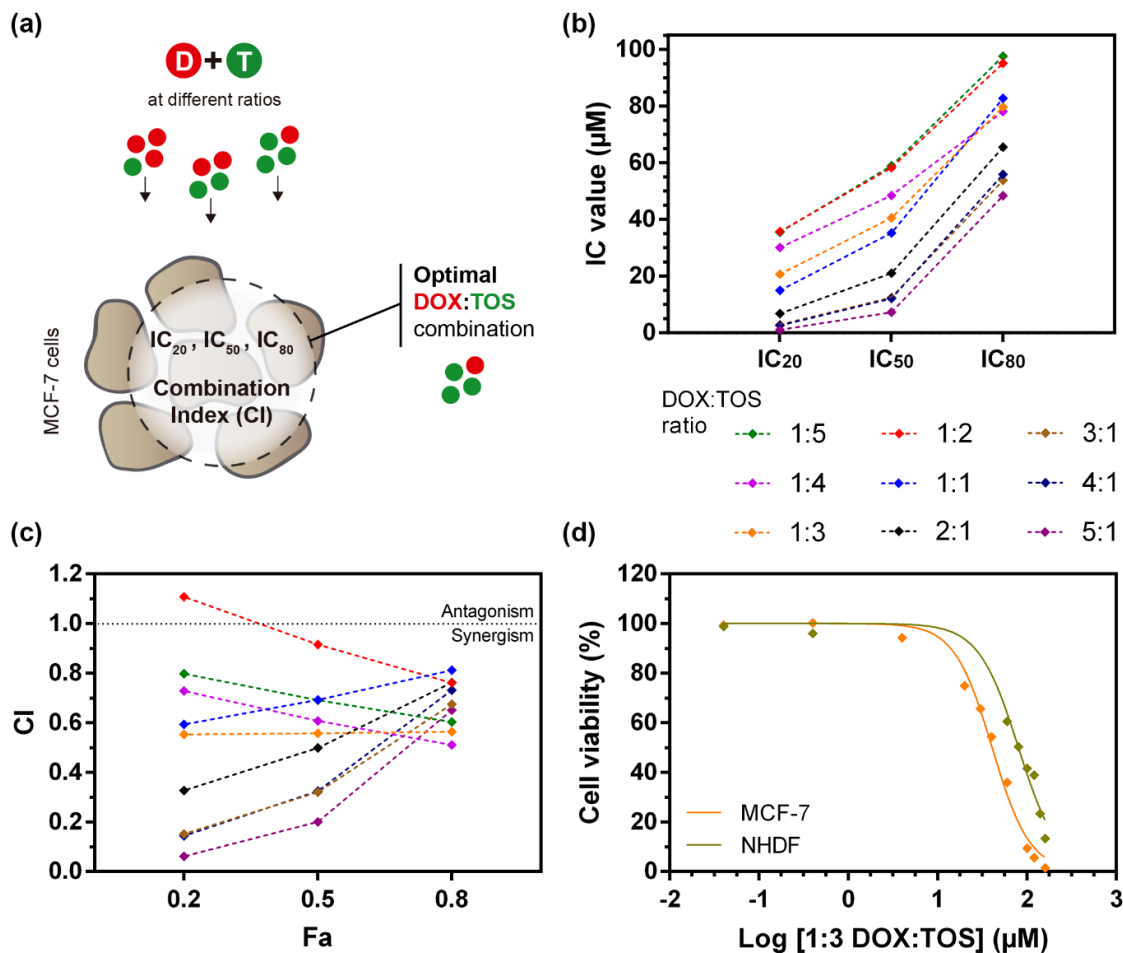 (a)
D + T
at different ratios
MCF-7 cells
IC20 , IC50 , IC80
Combination
Index (CI)
Optimal
DOX:TOS
combination
(b)
IC value (µM)
100
80
60
40
20
0
IC20 IC50 IC80
DOX:TOS
ratio
1:5 1:2 3:1
1:4 1:1 4:1
1:3 2:1 5:1
(c)
CI
1.2
1.0
0.8
0.6
0.4
0.2
0.0
Antagonism
Synergism
0.2 0.5 0.8
Fa
(d)
Cell viability (%)
120
100
80
60
40
20
0
MCF-7
NHDF
-2 -1 0 1 2 3
Log [1:3 DOX:TOS] (µM)